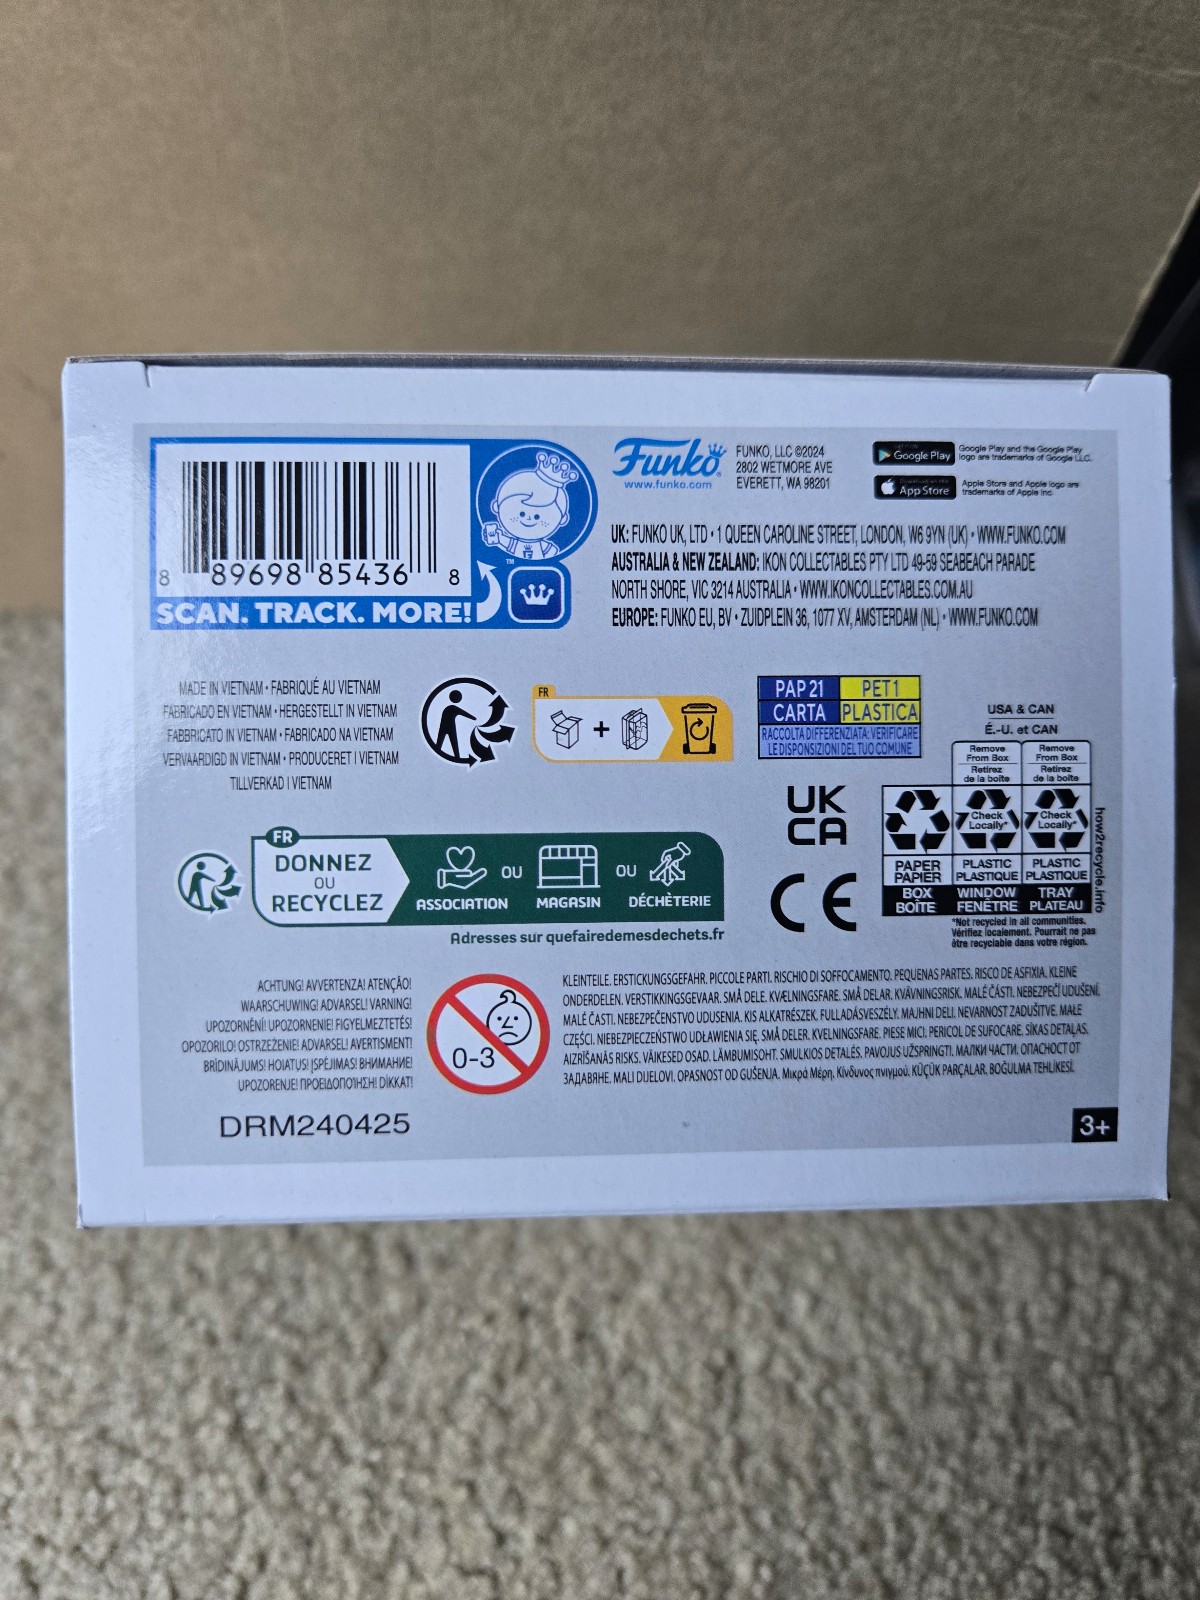 8 89698 85436 8
SCAN. TRACK. MORE!
TM
Funko
www.funko.com
FUNKO, LLC ©2024
2802 WETMORE AVE
EVERETT, WA 98201
Google Play
Google Play and the Google Play
logo are trademarks of Google LLC.
App Store
Apple Store and Apple logo are
trademarks of Apple Inc
UK: FUNKO UK, LTD • 1 QUEEN CAROLINE STREET, LONDON, W6 9YN (UK) • WWW.FUNKO.COM
AUSTRALIA & NEW ZEALAND: IKON COLLECTABLES PTY LTD 49-59 SEABEACH PARADE
NORTH SHORE, VIC 3214 AUSTRALIA • WWW.IKONCOLLECTABLES.COM.AU
EUROPE: FUNKO EU, BV • ZUIDPLEIN 36, 1077 XV, AMSTERDAM (NL) • WWW.FUNKO.COM
MADE IN VIETNAM • FABRIQUÉ AU VIETNAM
FABRICADO EN VIETNAM • HERGESTELLT IN VIETNAM
FABBRICATO IN VIETNAM • FABRICADO NA VIETNAM
VERVAARDIGD IN VIETNAM • PRODUCERET I VIETNAM
TILLVERKAD I VIETNAM
FR
+
PAP 21 PET 1
CARTA PLASTICA
RACCOLTA DIFFERENZIATA: VERIFICARE
LE DISPOSIZIONI DEL TUO COMUNE
USA & CAN
É.-U. et CAN
Remove From Box
Retirez de la boîte
Remove From Box
Retirez de la boîte
Check Locally*
Check Locally*
PAPER PAPIER
PLASTIC PLASTIQUE
PLASTIC PLASTIQUE
BOX BOÎTE
WINDOW FENÊTRE
TRAY PLATEAU
how2recycle.info
*Not recycled in all communities.
Vérifiez localement. Pourrait ne pas
être recyclable dans votre région.
UK
CA
CE
FR
DONNEZ
OU
RECYCLEZ
ASSOCIATION
OU
MAGASIN
OU
DÉCHÈTERIE
Adresses sur quefairedemesdechets.fr
ACHTUNG! AVVERTENZA! ATENÇÃO!
WAARSCHUWING! ADVARSEL! VARNING!
UPOZORNĚNÍ! UPOZORNENIE! FIGYELMEZTETÉS!
OPOZORILO! OSTRZEŻENIE! ADVARSEL! AVERTISMENT!
BRĪDINĀJUMS! HOIATUS! ĮSPĖJIMAS! ВНИМАНИЕ!
UPOZORENJE! ΠΡΟΕΙΔΟΠΟΙΗΣΗ! DİKKAT!
0-3
KLEINTEILE. ERSTICKUNGSGEFAHR. PICCOLE PARTI. RISCHIO DI SOFFOCAMENTO. PEQUENAS PARTES. RISCO DE ASFIXIA. KLEINE
ONDERDELEN. VERSTIKKINGSGEVAAR. SMÅ DELE. KVÆLNINGSFARE. SMÅ DELAR. KVÄVNINGSRISK. MALÉ ČÁSTI. NEBEZPEČÍ UDUŠENÍ.
MALÉ ČASTI. NEBEZPEČENSTVO UDUSENIA. KIS ALKATRÉSZEK. FULLADÁSVESZÉLY. MAJHNI DELI. NEVARNOST ZADUŠITVE. MAŁE
CZĘŚCI. NIEBEZPIECZEŃSTWO UDŁAWIENIA SIĘ. SMÅ DELER. KVELNINGSFARE. PIESE MICI. PERICOL DE SUFOCARE. SĪKAS DETAĻAS.
AIZRĪŠANĀS RISKS. VÄIKESED OSAD. LÄMBUMISOHT. SMULKIOS DETALĖS. PAVOJUS UŽSPRINGTI. МАЛКИ ЧАСТИ. ОПАСНОСТ ОТ
ЗАДАВЯНЕ. MALI DIJELOVI. OPASNOST OD GUŠENJA. Μικρά Μέρη. Κίνδυνος πνιγμού. KÜÇÜK PARÇALAR. BOĞULMA TEHLİKESİ.
DRM240425
3+